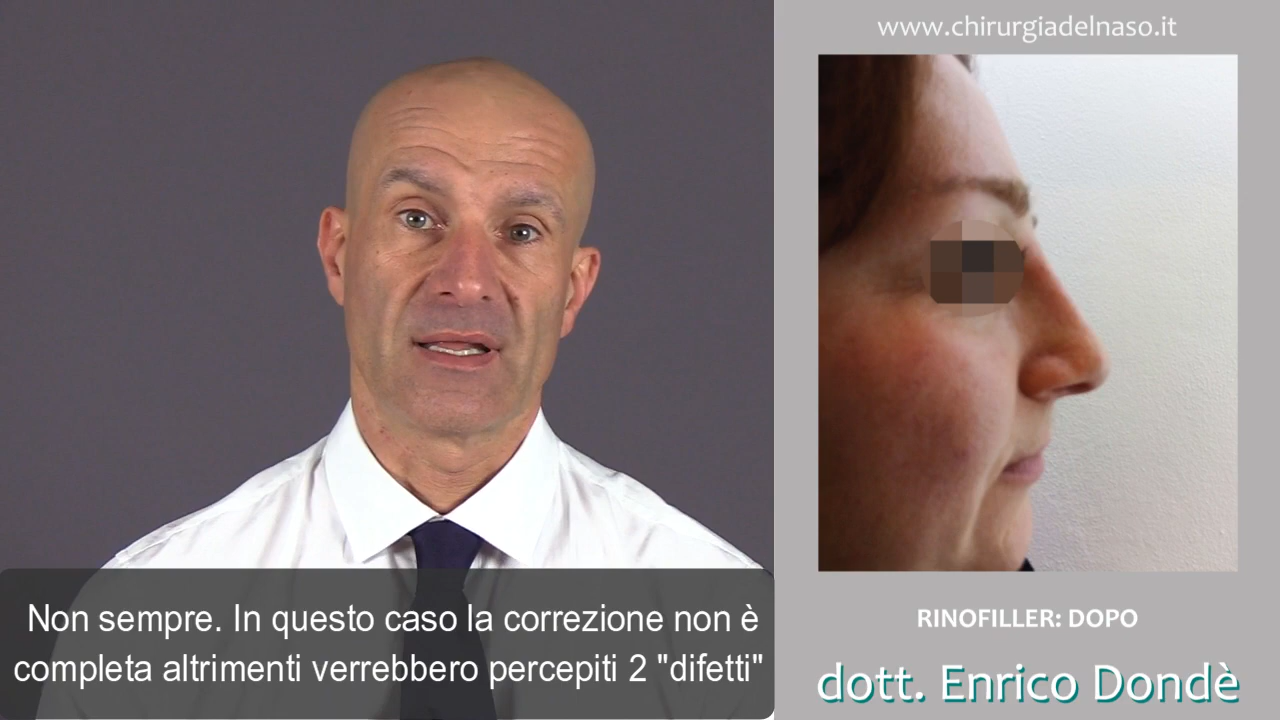 www.chirurgiadelnaso.it
Non sempre. In questo caso la correzione non è
completa altrimenti verrebbero percepiti 2 "difetti"
RINOFILLER: DOPO
dott. Enrico Dondè